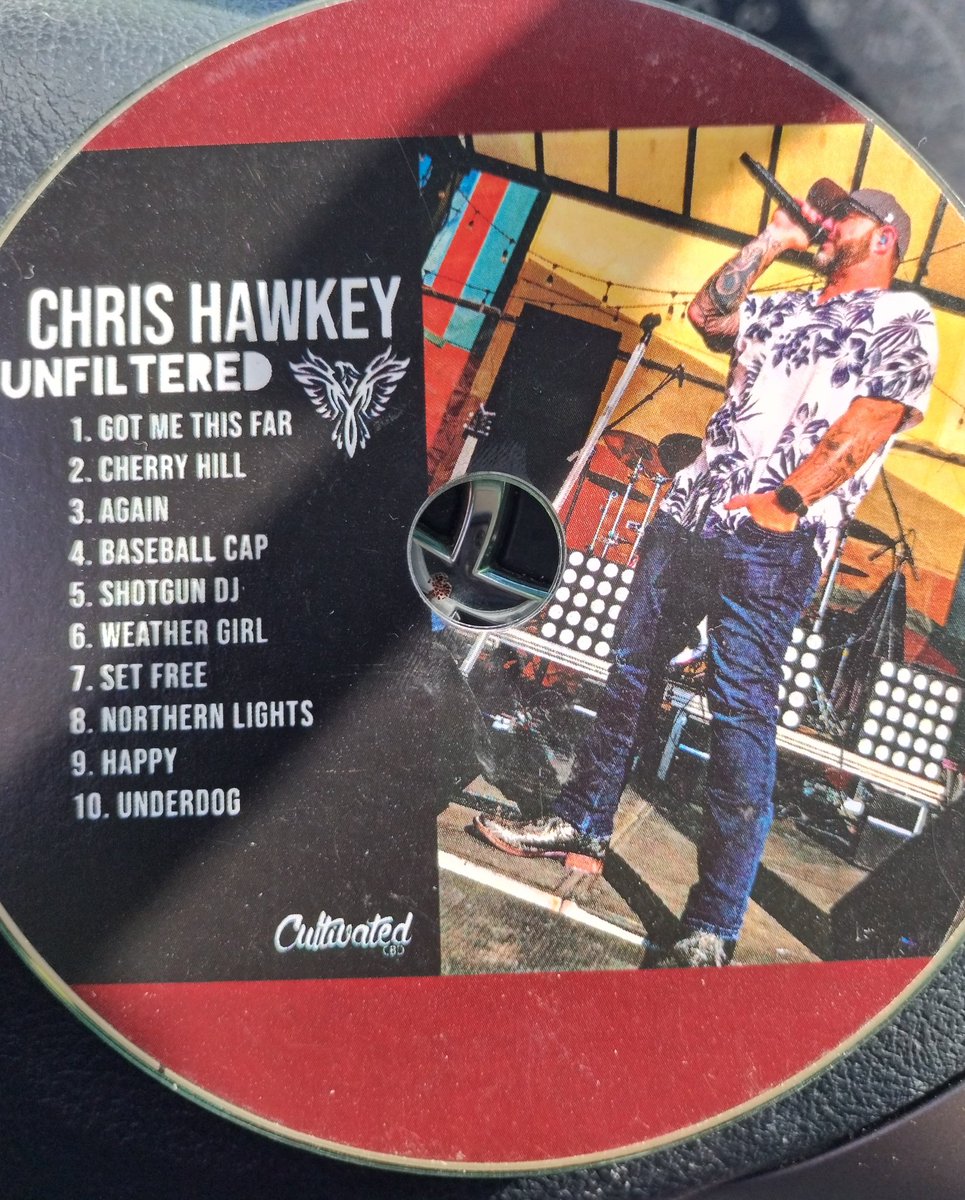 CHRIS HAWKEY
UNFILTERED
1. GOT ME THIS FAR
2. CHERRY HILL
3. AGAIN
4. BASEBALL CAP
5. SHOTGUN DJ
6. WEATHER GIRL
7. SET FREE
8. NORTHERN LIGHTS
9. HAPPY
10. UNDERDOG
Cultivated
CBD